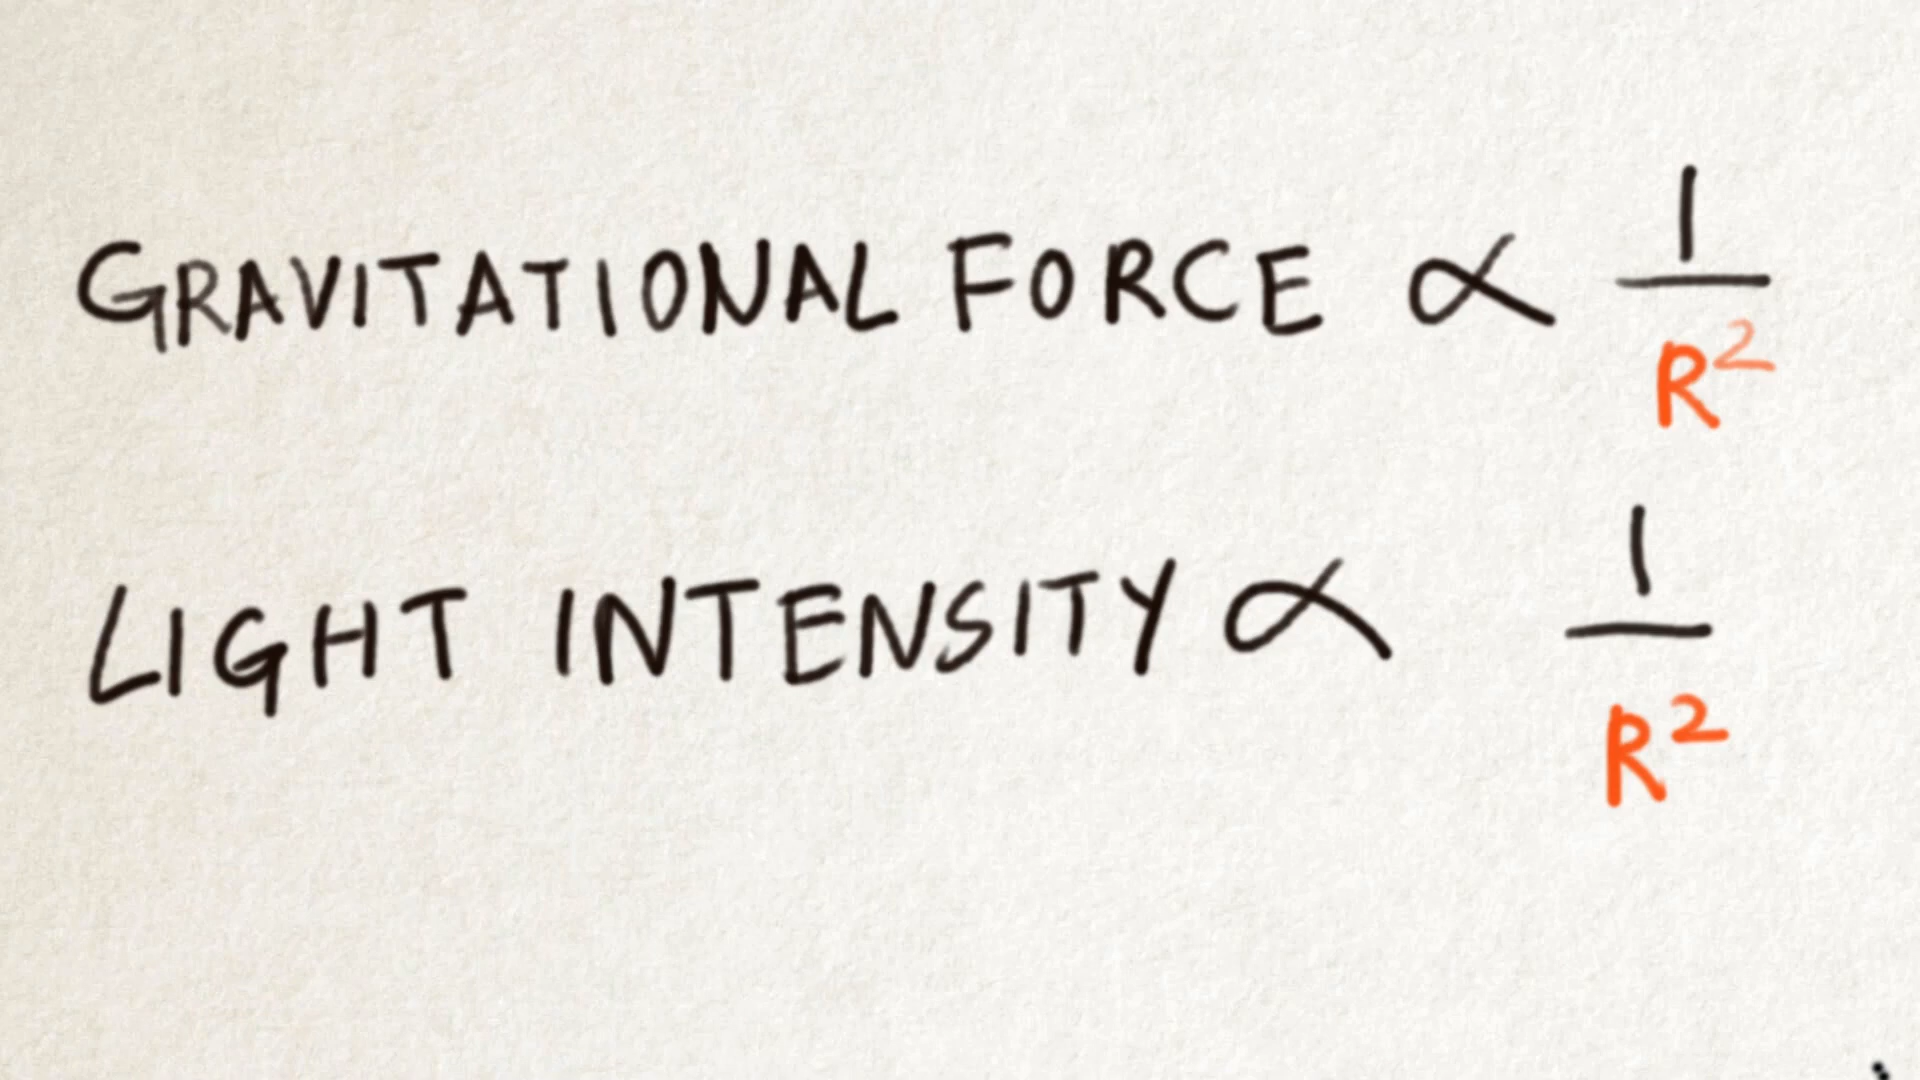 GRAVITATIONAL FORCE ∝ 1/R²
LIGHT INTENSITY ∝ 1/R²